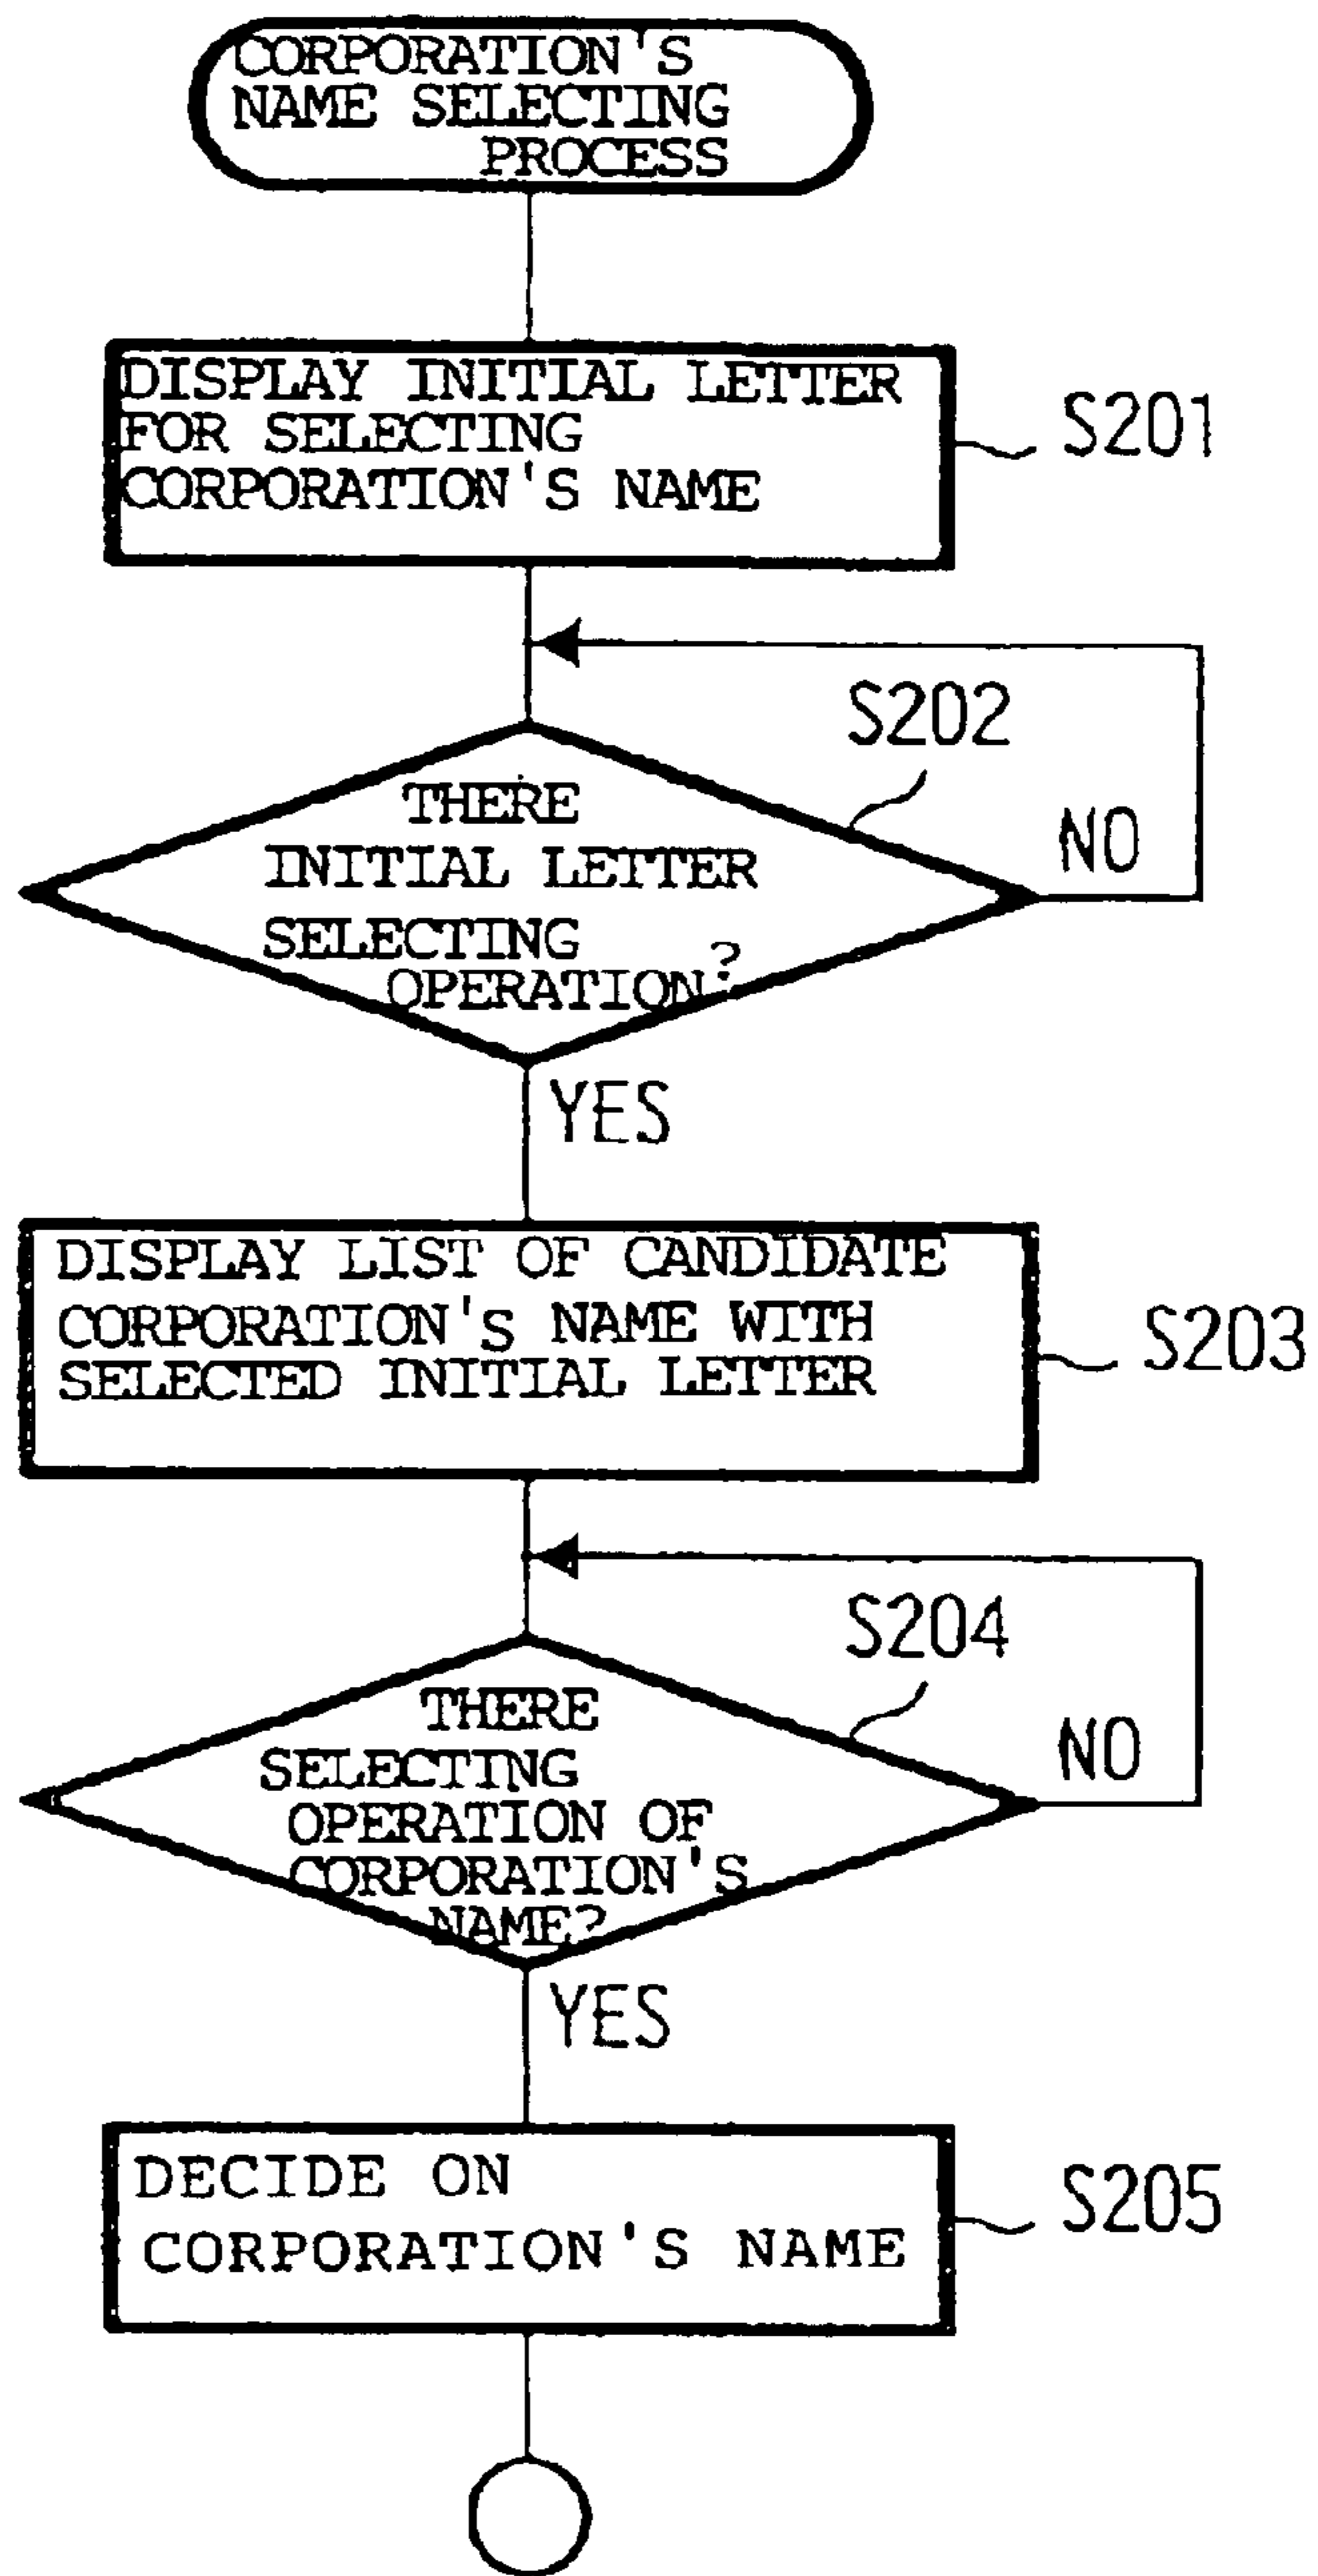 CORPORATION'S
NAME SELECTING
PROCESS
DISPLAY INITIAL LETTER
FOR SELECTING
CORPORATION'S NAME
S201
S202
THERE
INITIAL LETTER
SELECTING
OPERATION?
NO
YES
DISPLAY LIST OF CANDIDATE
CORPORATION'S NAME WITH
SELECTED INITIAL LETTER
S203
S204
THERE
SELECTING
OPERATION OF
CORPORATION'S
NAME?
NO
YES
DECIDE ON
CORPORATION'S NAME
S205